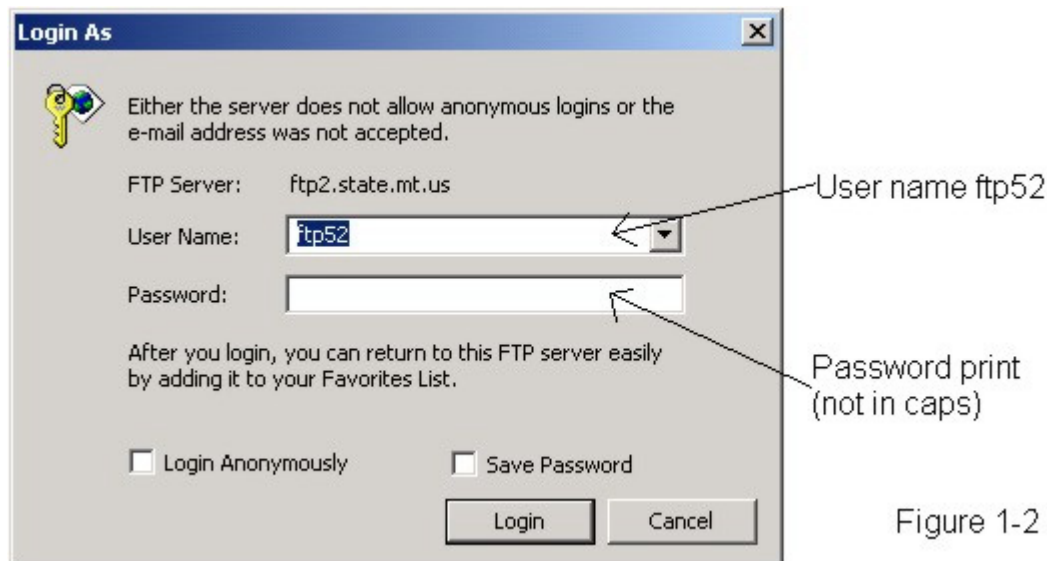 Login As
Either the server does not allow anonymous logins or the
e-mail address was not accepted.
FTP Server: ftp2.state.mt.us
User Name: ftp52
Password:
After you login, you can return to this FTP server easily
by adding it to your Favorites List.
Login Anonymously
Save Password
Login
Cancel
User name ftp52
Password print
(not in caps)
Figure 1-2